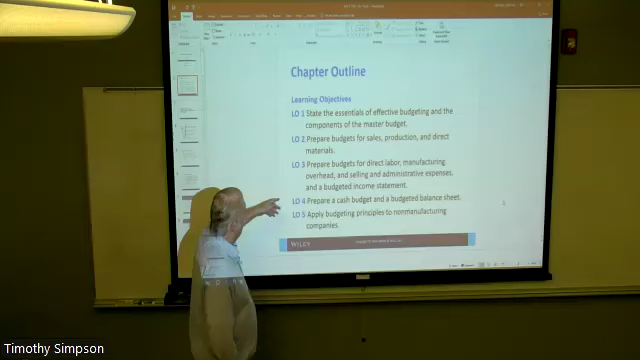 Chapter Outline
Learning Objectives
LO 1 State the essentials of effective budgeting and the
components of the master budget.
LO 2 Prepare budgets for sales, production, and direct
materials.
LO 3 Prepare budgets for direct labor, manufacturing
overhead, and selling and administrative expenses,
and a budgeted income statement.
LO 4 Prepare a cash budget and a budgeted balance sheet.
LO 5 Apply budgeting principles to nonmanufacturing
companies.
WILEY
Timothy Simpson